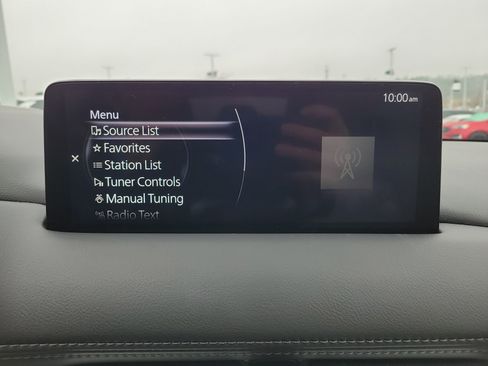 10:00am
Menu
Source List
Favorites
Station List
Tuner Controls
Manual Tuning
Radio Text